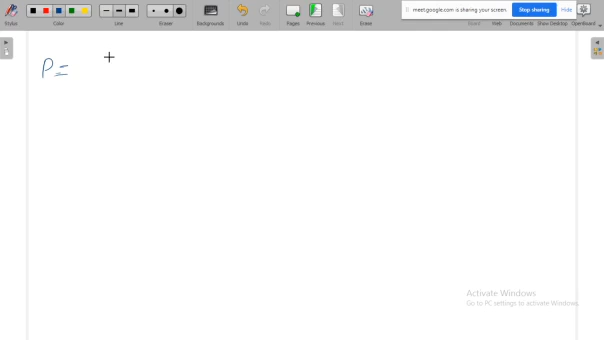 meet.google.com is sharing your screen. Stop sharing Hide
Stylus Color Line Eraser Backgrounds Undo Redo Pages Previous Next Erase Board Web Documents Show Desktop OpenBoard
P=
Activate Windows
Go to PC settings to activate Windows.